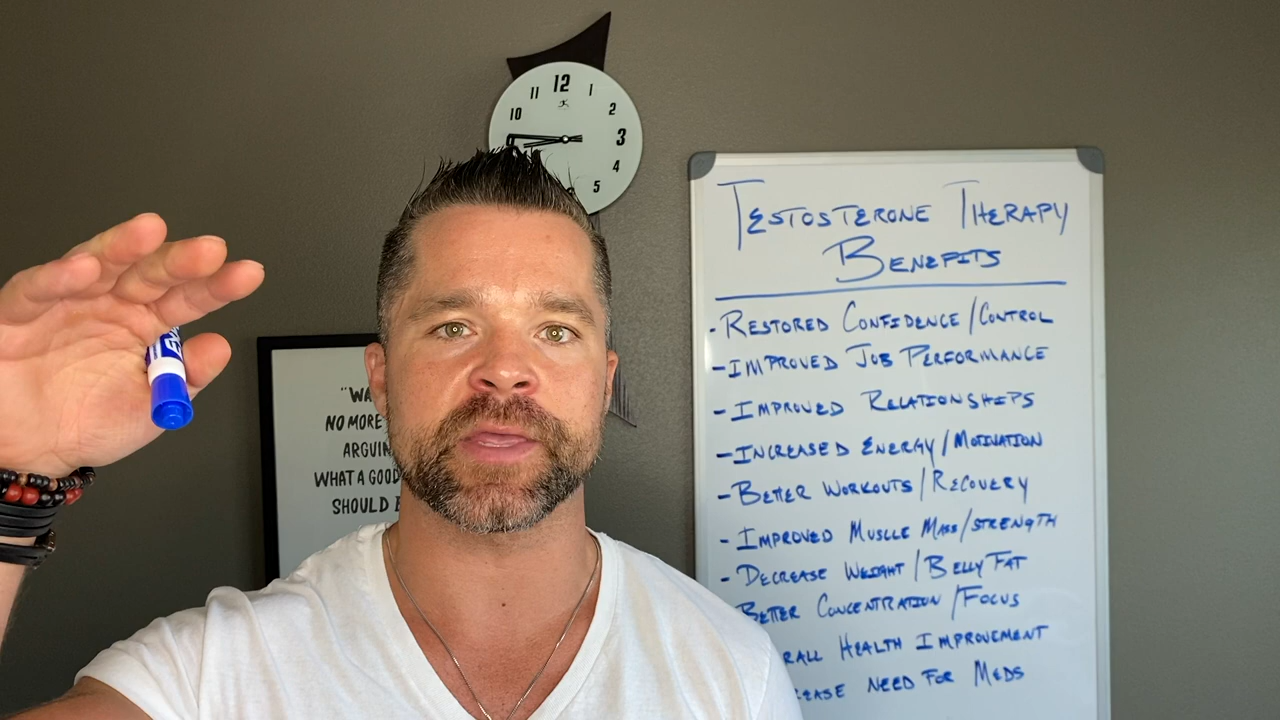 12
11 1
10 2
3
4
5
TESTOSTERONE THERAPY
BENEFITS
- RESTORED CONFIDENCE/CONTROL
- IMPROVED JOB PERFORMANCE
- IMPROVED RELATIONSHIPS
- INCREASED ENERGY/MOTIVATION
- BETTER WORKOUTS/RECOVERY
- IMPROVED MUSCLE MASS/STRENGTH
- DECREASE WEIGHT/BELLY FAT
BETTER CONCENTRATION/FOCUS
HEALTH IMPROVEMENT
NEED FOR MEDS
NO MORE
WHAT A GOOD
SHOULD